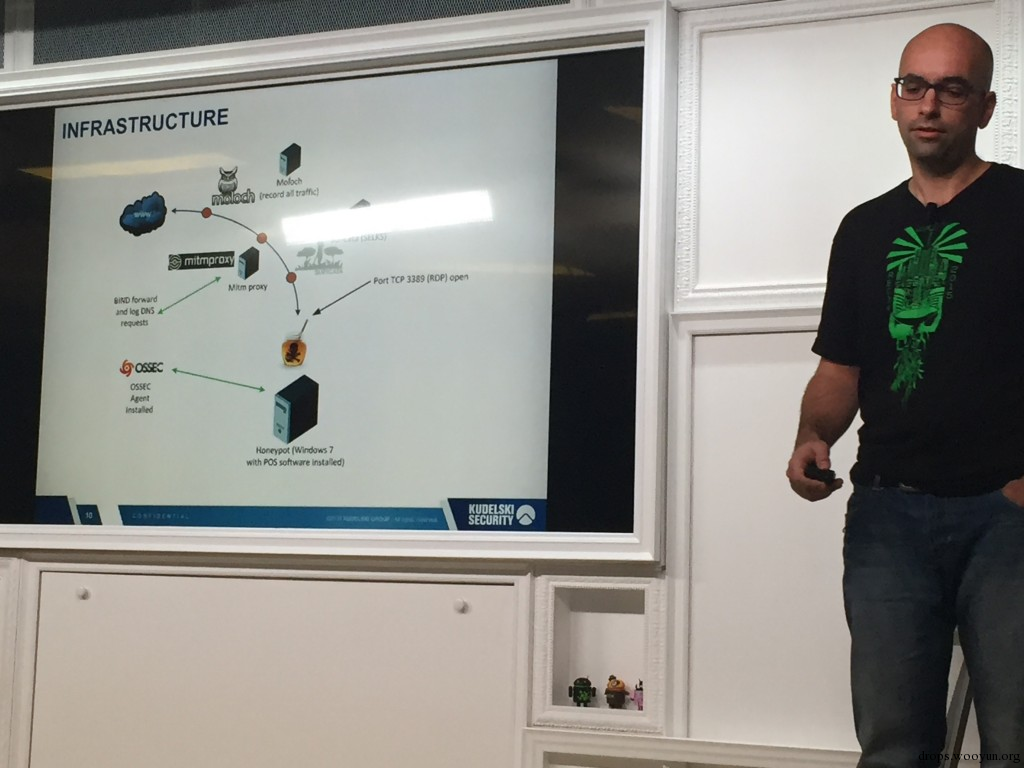 INFRASTRUCTURE
moloch
Moloch
(record all traffic)
mitmproxy
Mitm proxy
Port TCP 3389 (RDP) open
BIND forward
and log DNS
requests
OSSEC
OSSEC
Agent
installed
Honeypot (Windows 7
with POS software installed)
10
CONFIDENTIAL
KUDELSKI
SECURITY
drops.wooyun.org